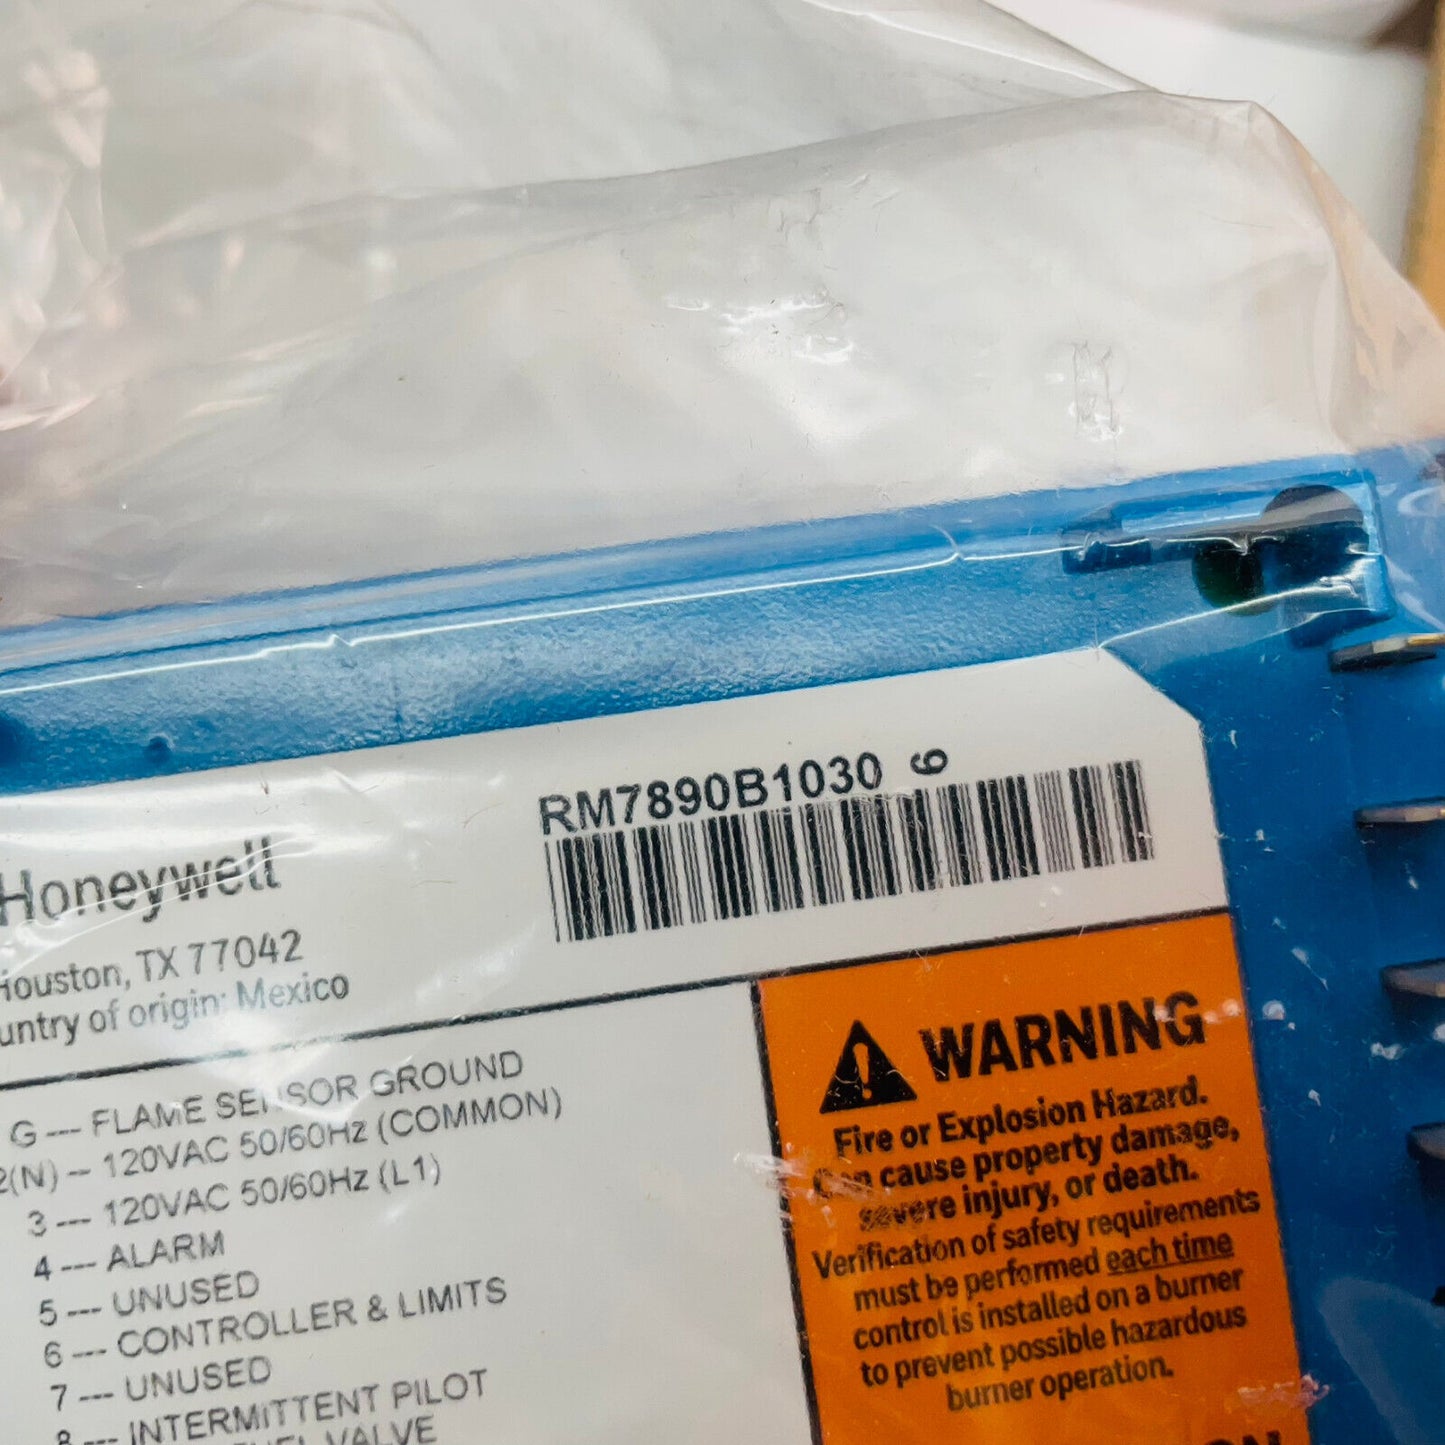 RM7890B1030 6
Honeywell
Houston, TX 77042
untry of origin: Mexico
G --- FLAME SENSOR GROUND
2(N) -- 120VAC 50/60Hz (COMMON)
3 --- 120VAC 50/60Hz (L1)
4 --- ALARM
5 --- UNUSED
6 --- CONTROLLER & LIMITS
7 --- UNUSED
8 --- INTERMITTENT PILOT
VALVE
WARNING
Fire or Explosion Hazard.
Can cause property damage,
severe injury, or death.
Verification of safety requirements
must be performed each time
control is installed on a burner
to prevent possible hazardous
burner operation.